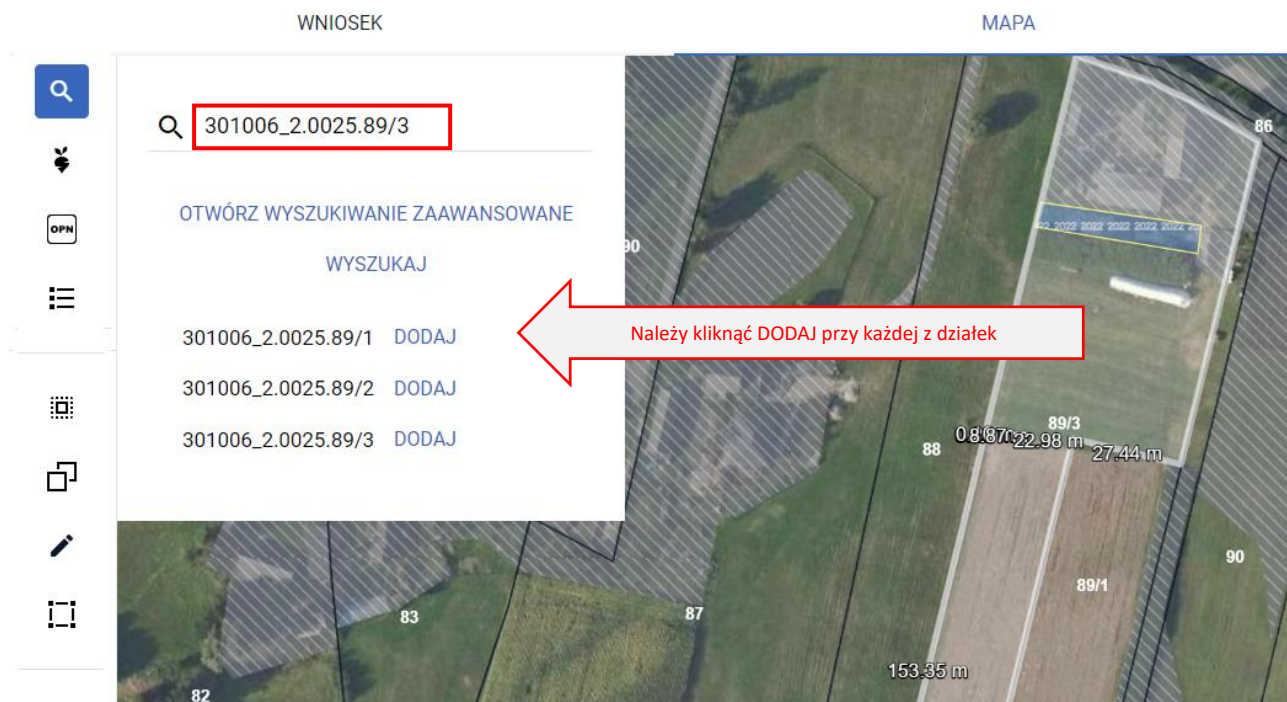 WNIOSEK
MAPA
301006_2.0025.89/3
OPN
OTWÓRZ WYSZUKIWANIE ZAAWANSOWANE
WYSZUKAJ
301006_2.0025.89/1 DODAJ
301006_2.0025.89/2 DODAJ
301006_2.0025.89/3 DODAJ
Należy kliknąć DODAJ przy każdej z działek
86
2022 2022 2022 2022 2022
90
89/3
22.98 m
27.44 m
88
90
89/1
83
87
153.35 m
82